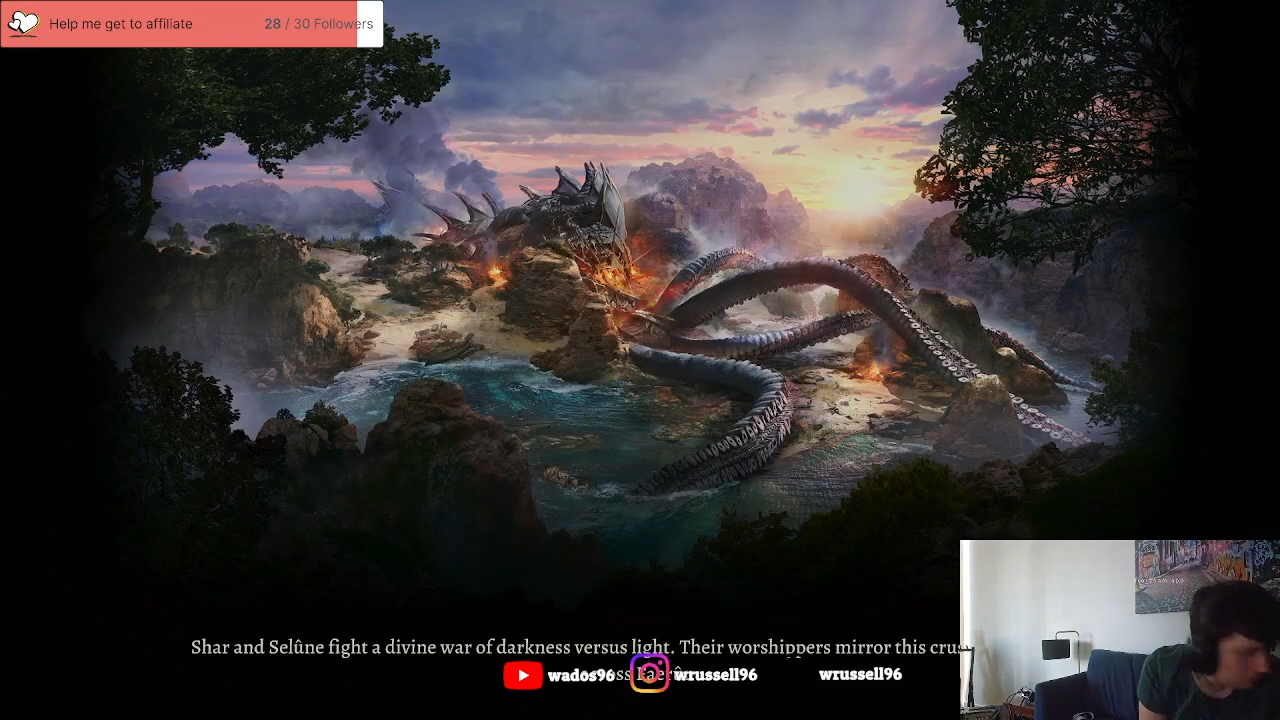 Help me get to affiliate 28 / 30 Followers
Shar and Selûne fight a divine war of darkness versus light. Their worshippers mirror this
wados96 wrussell96 wrussell96